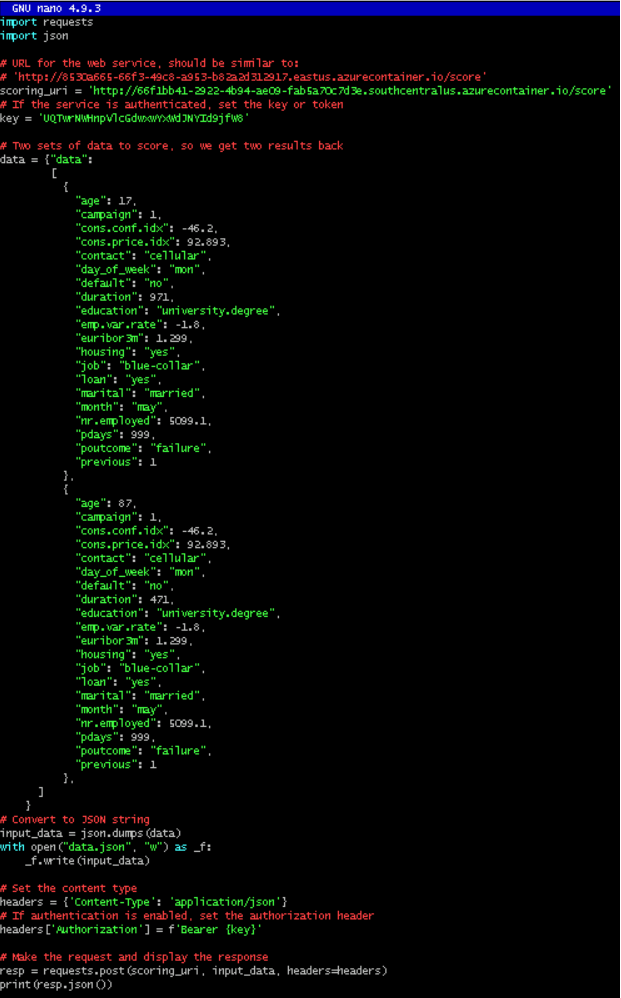 GNU nano 4.9.3
import requests
import json

# URL for the web service, should be similar to:
# 'http://8530a665-66f3-49c8-a953-b82a2d312917.eastus.azurecontainer.io/score'
scoring_uri = 'http://66f1bb41-2922-4b94-ae09-fab5a70c7d3e.southcentralus.azurecontainer.io/score'
# If the service is authenticated, set the key or token
key = 'UQTwrNWHnpVlcGdwxwYxWdJNYId9jfW8'

# Two sets of data to score, so we get two results back
data = {"data":
        [
          {
            "age": 17,
            "campaign": 1,
            "cons.conf.idx": -46.2,
            "cons.price.idx": 92.893,
            "contact": "cellular",
            "day_of_week": "mon",
            "default": "no",
            "duration": 971,
            "education": "university.degree",
            "emp.var.rate": -1.8,
            "euribor3m": 1.299,
            "housing": "yes",
            "job": "blue-collar",
            "loan": "yes",
            "marital": "married",
            "month": "may",
            "nr.employed": 5099.1,
            "pdays": 999,
            "poutcome": "failure",
            "previous": 1
          },
          {
            "age": 87,
            "campaign": 1,
            "cons.conf.idx": -46.2,
            "cons.price.idx": 92.893,
            "contact": "cellular",
            "day_of_week": "mon",
            "default": "no",
            "duration": 471,
            "education": "university.degree",
            "emp.var.rate": -1.8,
            "euribor3m": 1.299,
            "housing": "yes",
            "job": "blue-collar",
            "loan": "yes",
            "marital": "married",
            "month": "may",
            "nr.employed": 5099.1,
            "pdays": 999,
            "poutcome": "failure",
            "previous": 1
          },
      ]
    }
# Convert to JSON string
input_data = json.dumps(data)
with open("data.json", "w") as _f:
    _f.write(input_data)

# Set the content type
headers = {'Content-Type': 'application/json'}
# If authentication is enabled, set the authorization header
headers['Authorization'] = f'Bearer {key}'

# Make the request and display the response
resp = requests.post(scoring_uri, input_data, headers=headers)
print(resp.json())